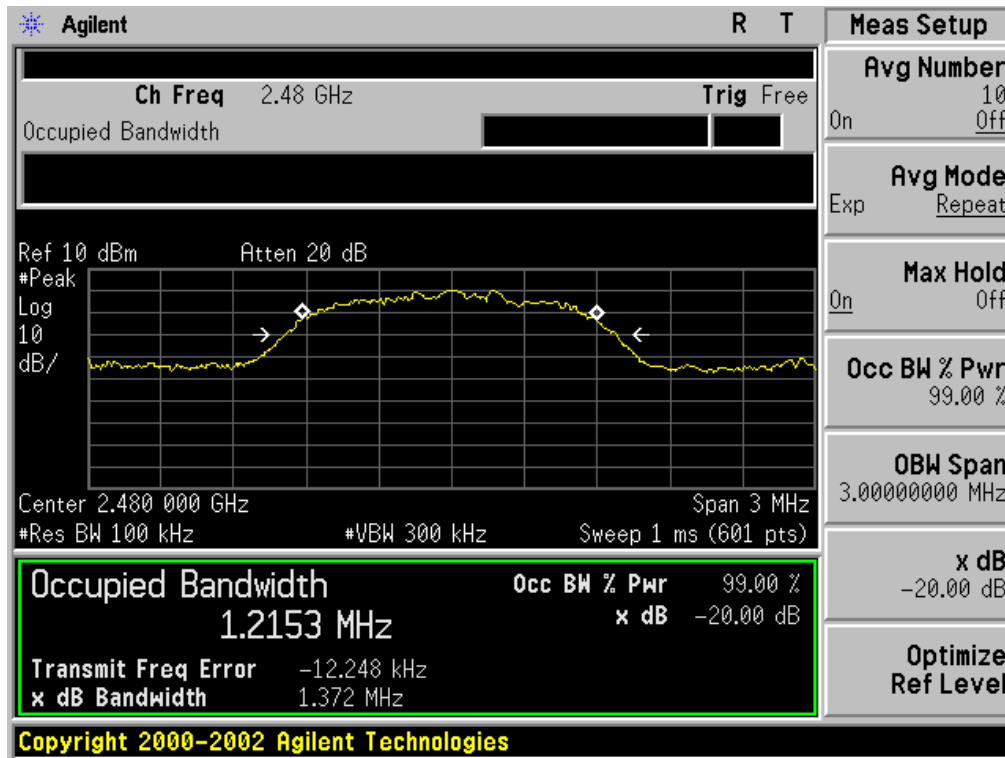 Agilent R T
Ch Freq 2.48 GHz Trig Free
Occupied Bandwidth
Ref 10 dBm Atten 20 dB
#Peak
Log
10
dB/
Center 2.480 000 GHz Span 3 MHz
#Res BW 100 kHz #VBW 300 kHz Sweep 1 ms (601 pts)
Occupied Bandwidth Occ BW % Pwr 99.00 %
1.2153 MHz x dB -20.00 dB
Transmit Freq Error -12.248 kHz
x dB Bandwidth 1.372 MHz
Copyright 2000-2002 Agilent Technologies
Meas Setup
Avg Number
10
On Off
Avg Mode
Exp Repeat
Max Hold
On Off
Occ BW % Pwr
99.00 %
OBW Span
3.00000000 MHz
x dB
-20.00 dB
Optimize
Ref Level